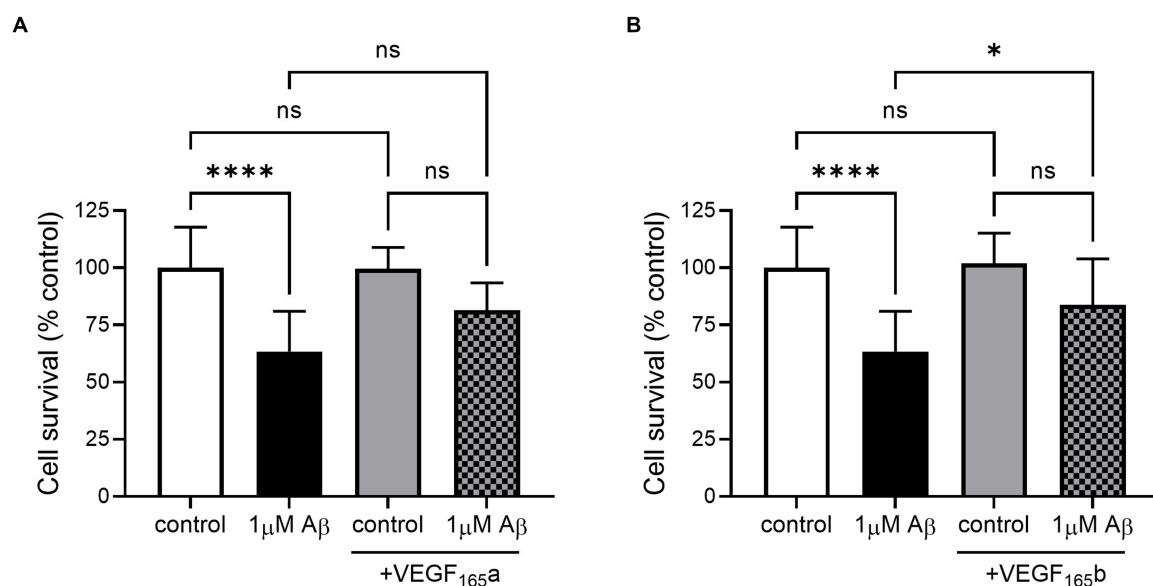 A
ns
ns
**** ns
Cell survival (% control)
125
100
75
50
25
0
control 1μM Aβ control 1μM Aβ
+VEGF₁₆₅a
B
*
ns
**** ns
Cell survival (% control)
125
100
75
50
25
0
control 1μM Aβ control 1μM Aβ
+VEGF₁₆₅b